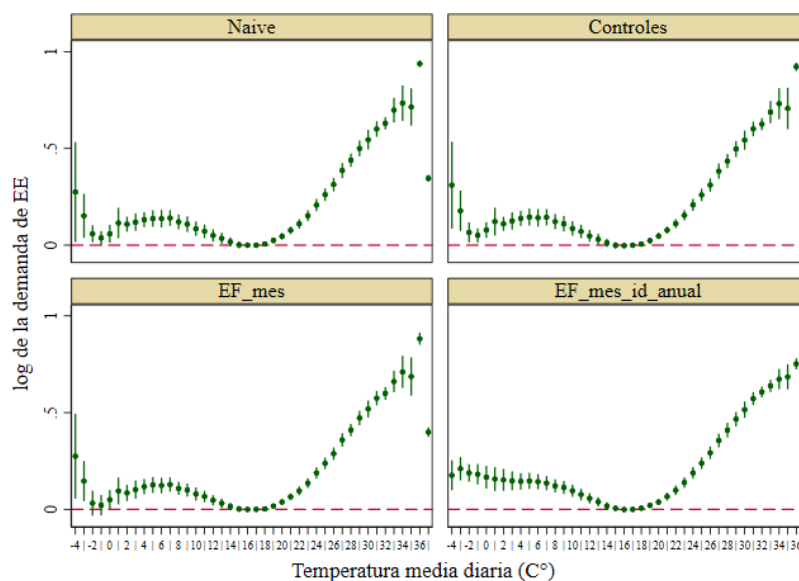 Naive
Controles
1
.5
0
EF_mes
EF_mes_id_anual
1
.5
0
log de la demanda de EE
-4 | -2 | 0 | 2 | 4 | 6 | 8 | 10 | 12 | 14 | 16 | 18 | 20 | 22 | 24 | 26 | 28 | 30 | 32 | 34 | 36 |
-4 | -2 | 0 | 2 | 4 | 6 | 8 | 10 | 12 | 14 | 16 | 18 | 20 | 22 | 24 | 26 | 28 | 30 | 32 | 34 | 36
Temperatura media diaria (C°)